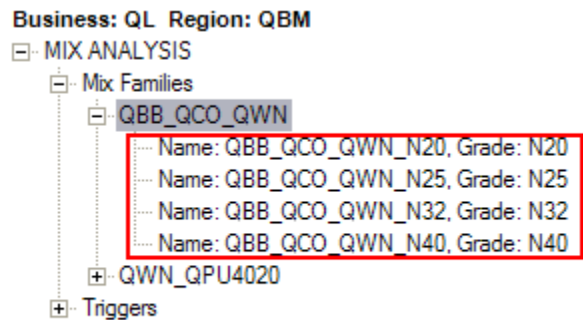 Business: QL Region: QBM
MIX ANALYSIS
Mix Families
QBB_QCO_QWN
Name: QBB_QCO_QWN_N20, Grade: N20
Name: QBB_QCO_QWN_N25, Grade: N25
Name: QBB_QCO_QWN_N32, Grade: N32
Name: QBB_QCO_QWN_N40, Grade: N40
QWN_QPU4020
Triggers